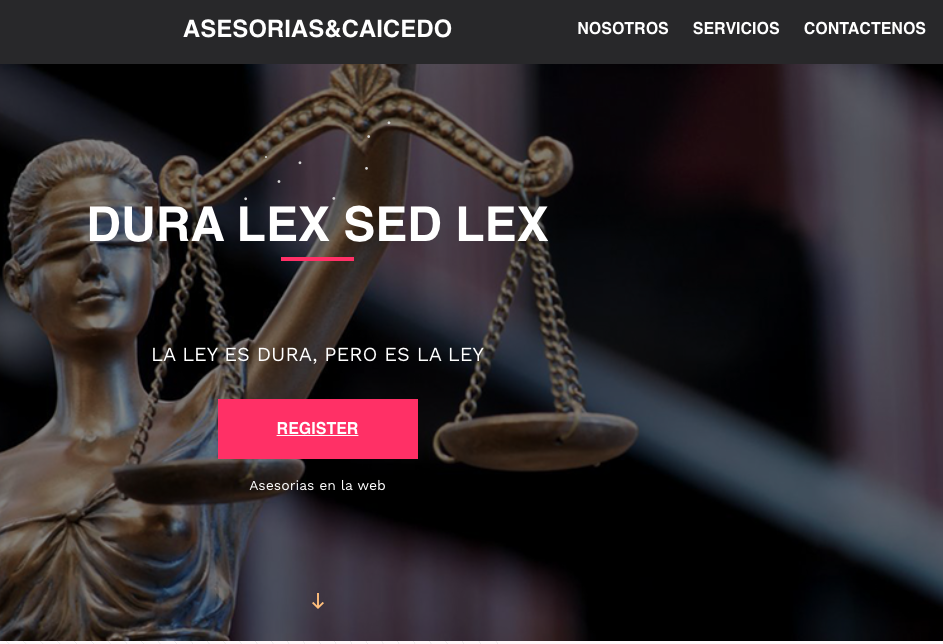 ASESORIAS&CAICEDO
NOSOTROS SERVICIOS CONTACTENOS
DURA LEX SED LEX
LA LEY ES DURA, PERO ES LA LEY
REGISTER
Asesorias en la web